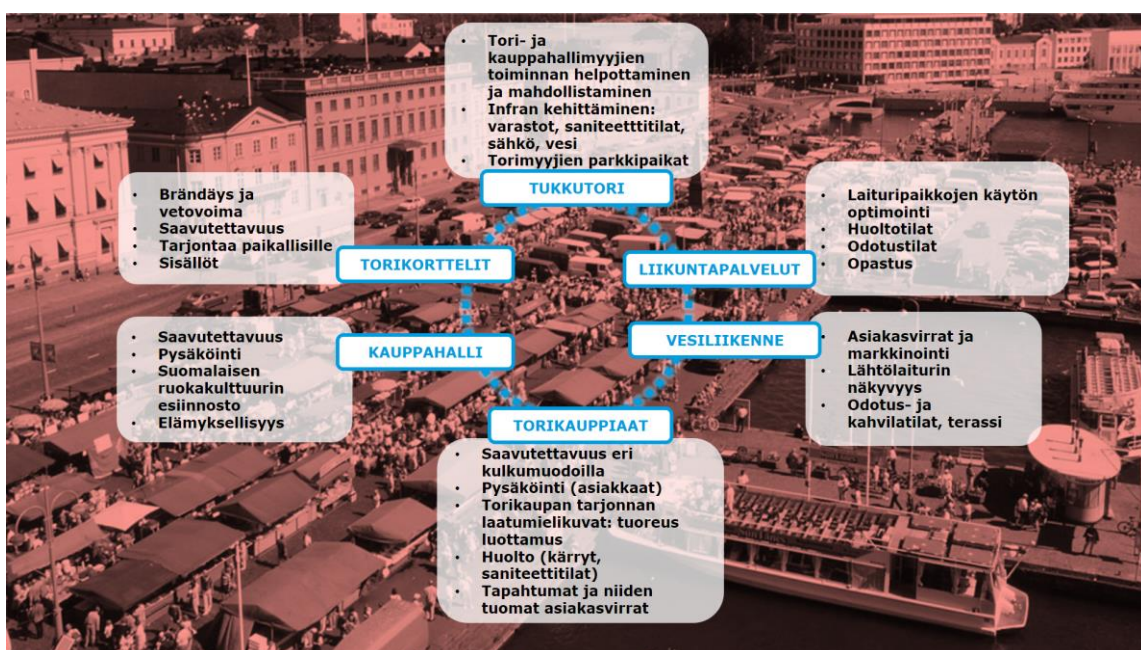 • Tori- ja
kauppahallimyyjien
toiminnan helpottaminen
ja mahdollistaminen
• Infran kehittäminen:
varastot, saniteetttitilat,
sähkö, vesi
• Torimyyjien parkkipaikat
TUKKUTORI
• Brändäys ja
vetovoima
• Saavutettavuus
• Tarjontaa paikallisille
• Sisällöt
TORIKORTTELIT
• Laituripaikkojen käytön
optimointi
• Huoltotilat
• Odotustilat
• Opastus
LIIKUNTAPALVELUT
• Saavutettavuus
• Pysäköinti
• Suomalaisen
ruokakulttuurin
esiinnosto
• Elämyksellisyys
KAUPPAHALLI
VESILIIKENNE
• Asiakasvirrat ja
markkinointi
• Lähtölaiturin
näkyvyys
• Odotus- ja
kahvilatilat, terassi
TORIKAUPPIAAT
• Saavutettavuus eri
kulkumuodoilla
• Pysäköinti (asiakkaat)
• Torikaupan tarjonnan
laatumielikuvat: tuoreus
luottamus
• Huolto (kärryt,
saniteettitilat)
• Tapahtumat ja niiden
tuomat asiakasvirrat